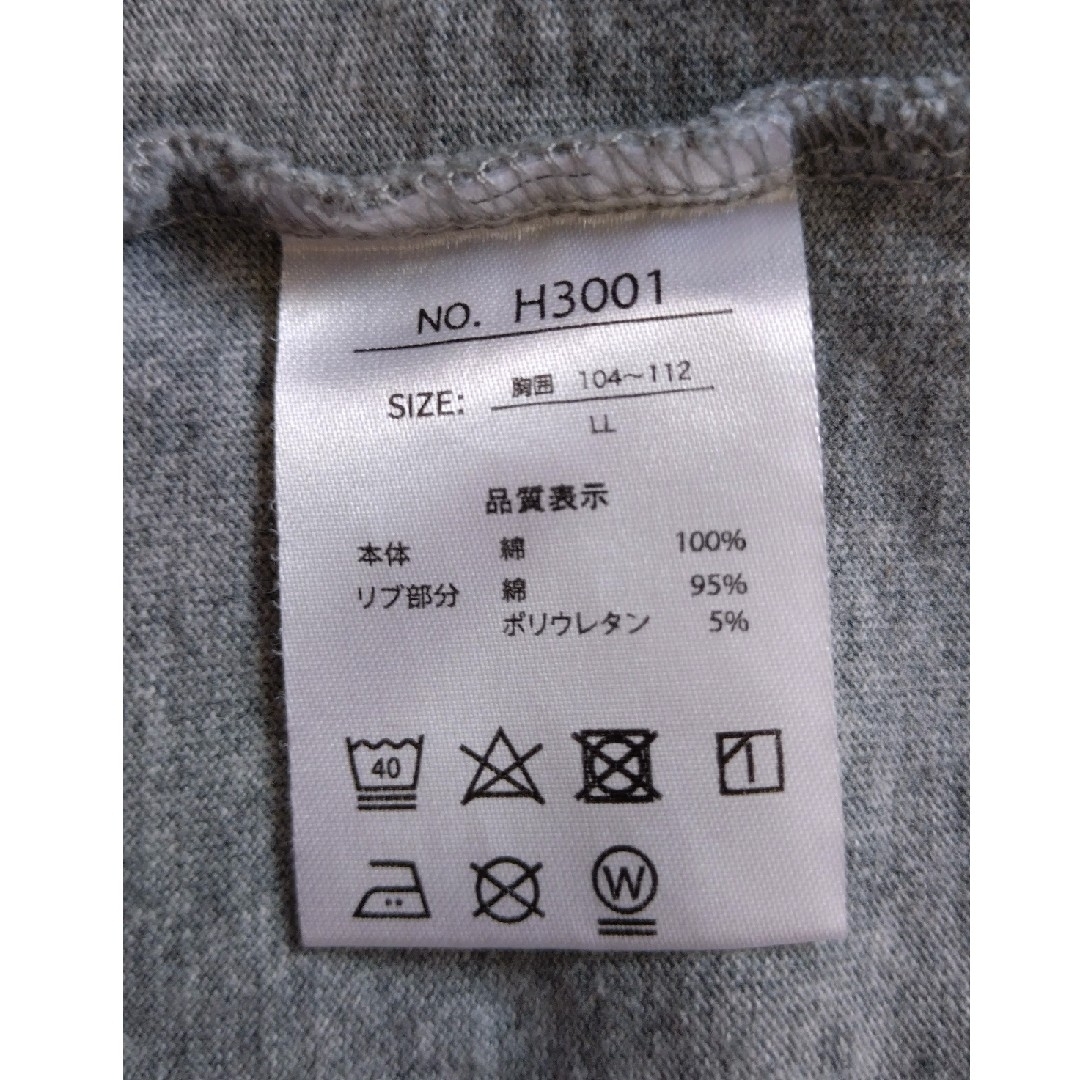 NO. H3001
SIZE: 胸囲 104〜112
LL
品質表示
本体 綿 100%
リブ部分 綿 95%
ポリウレタン 5%
40
W